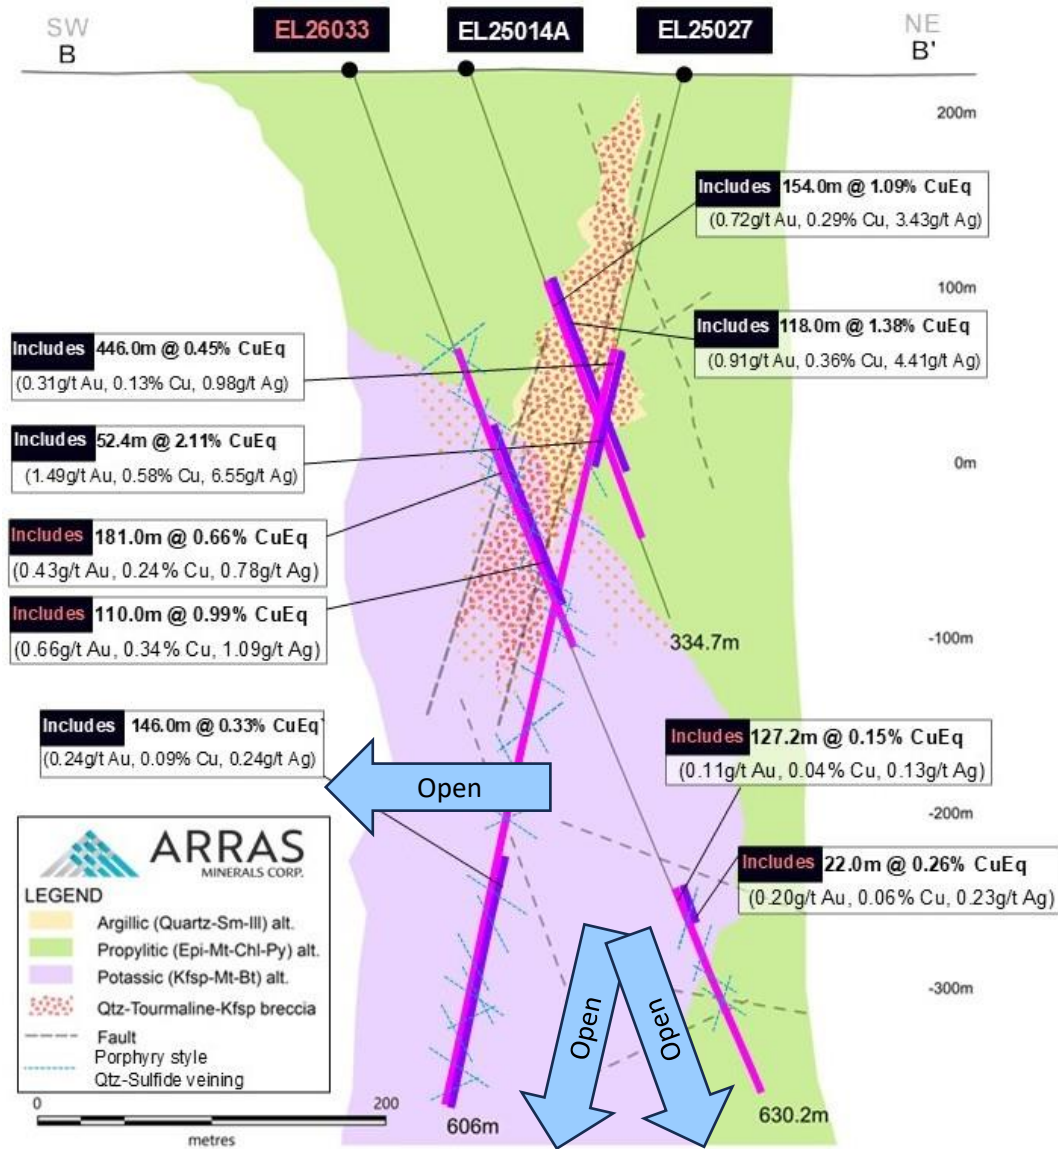 SW
B
EL26033
EL25014A
EL25027
NE
B'
200m
Includes 154.0m @ 1.09% CuEq
(0.72g/t Au, 0.29% Cu, 3.43g/t Ag)
100m
Includes 118.0m @ 1.38% CuEq
(0.91g/t Au, 0.36% Cu, 4.41g/t Ag)
Includes 446.0m @ 0.45% CuEq
(0.31g/t Au, 0.13% Cu, 0.98g/t Ag)
Includes 52.4m @ 2.11% CuEq
(1.49g/t Au, 0.58% Cu, 6.55g/t Ag)
0m
Includes 181.0m @ 0.66% CuEq
(0.43g/t Au, 0.24% Cu, 0.78g/t Ag)
Includes 110.0m @ 0.99% CuEq
(0.66g/t Au, 0.34% Cu, 1.09g/t Ag)
334.7m
-100m
Includes 146.0m @ 0.33% CuEq
(0.24g/t Au, 0.09% Cu, 0.24g/t Ag)
Open
Includes 127.2m @ 0.15% CuEq
(0.11g/t Au, 0.04% Cu, 0.13g/t Ag)
-200m
Includes 22.0m @ 0.26% CuEq
(0.20g/t Au, 0.06% Cu, 0.23g/t Ag)
-300m
Open
Open
606m
630.2m
ARRAS
MINERALS CORP.
LEGEND
Argillic (Quartz-Sm-Ill) alt.
Propylitic (Epi-Mt-Chl-Py) alt.
Potassic (Kfsp-Mt-Bt) alt.
Qtz-Tourmaline-Kfsp breccia
Fault
Porphyry style
Qtz-Sulfide veining
0
200
metres